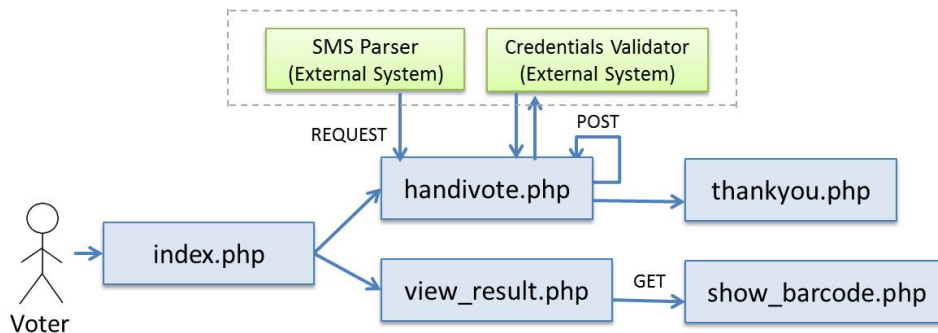 SMS Parser
(External System)
Credentials Validator
(External System)
REQUEST
POST
handivote.php
thankyou.php
index.php
view_result.php
GET
show_barcode.php
Voter